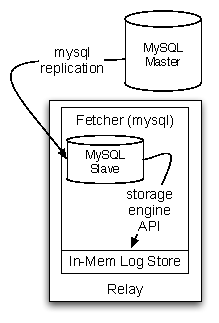 mysql
replication
MySQL
Master
Fetcher (mysql)
MySQL
Slave
storage
engine
API
In-Mem Log Store
Relay